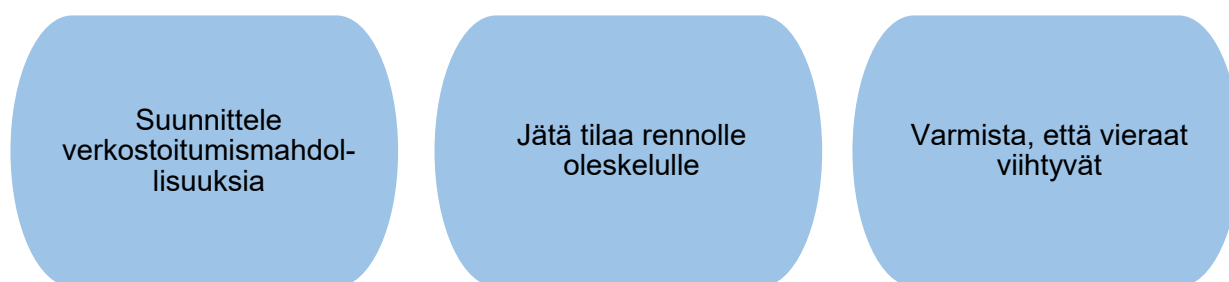 Suunnittele
verkostoitumismahdol-
lisuuksia
Jätä tilaa rennolle
oleskelulle
Varmista, että vieraat
viihtyvät